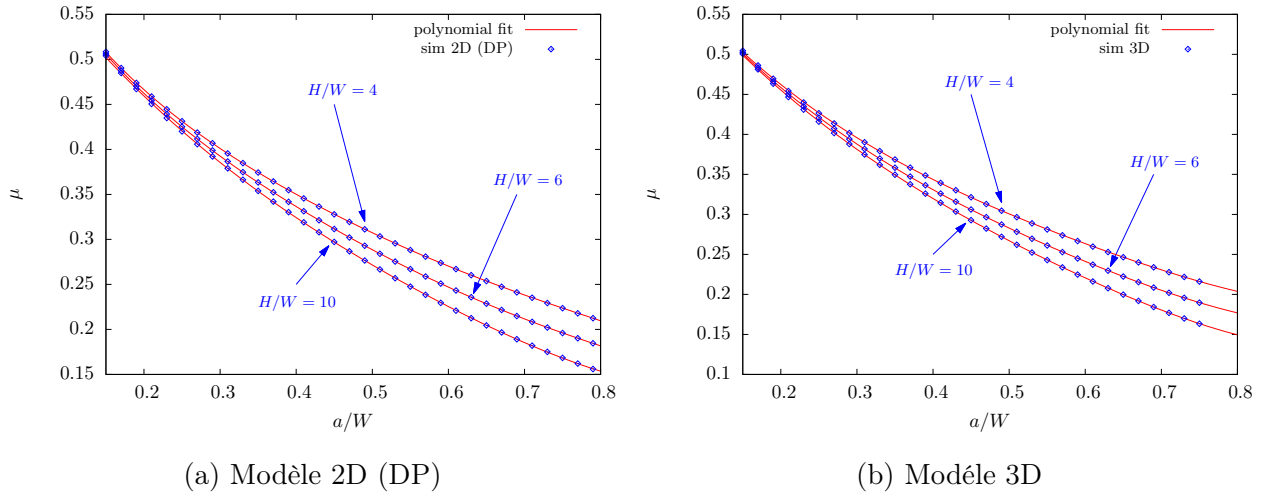 0.55
0.5
0.45
0.4
0.35
0.3
0.25
0.2
0.15
0.2 0.3 0.4 0.5 0.6 0.7 0.8
μ
a/W
polynomial fit
sim 2D (DP)
H/W = 4
H/W = 6
H/W = 10
(a) Modèle 2D (DP)
0.55
0.5
0.45
0.4
0.35
0.3
0.25
0.2
0.15
0.1
0.2 0.3 0.4 0.5 0.6 0.7 0.8
μ
a/W
polynomial fit
sim 3D
H/W = 4
H/W = 6
H/W = 10
(b) Modéle 3D